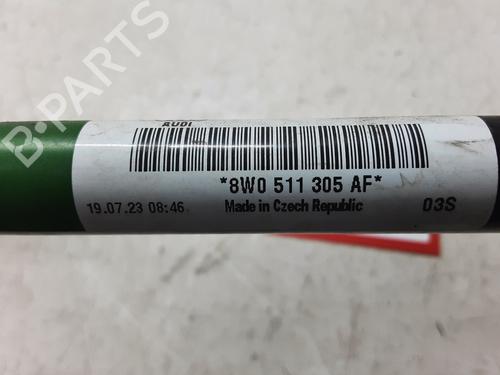 AUDI
*8W0 511 305 AF*
19.07.23 08:46
Made in Czech Republic
03S
B-PARTS